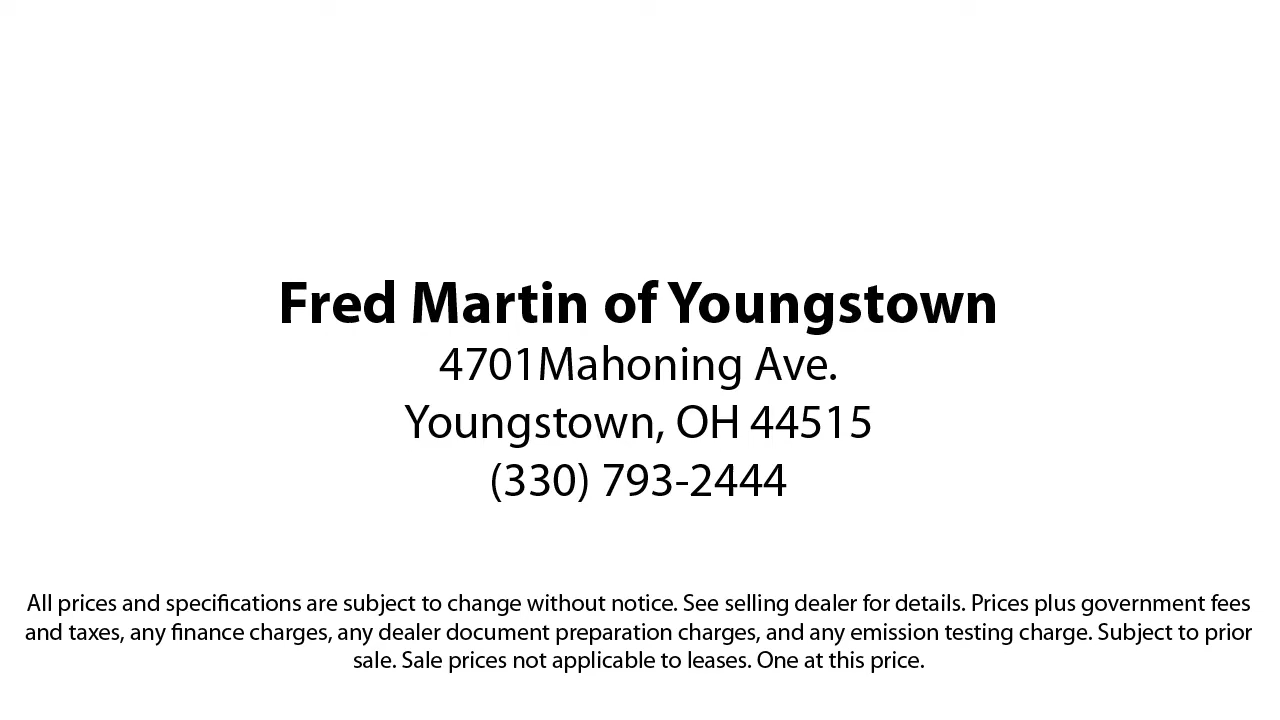 Fred Martin of Youngstown
4701Mahoning Ave.
Youngstown, OH 44515
(330) 793-2444
All prices and specifications are subject to change without notice. See selling dealer for details. Prices plus government fees
and taxes, any finance charges, any dealer document preparation charges, and any emission testing charge. Subject to prior
sale. Sale prices not applicable to leases. One at this price.